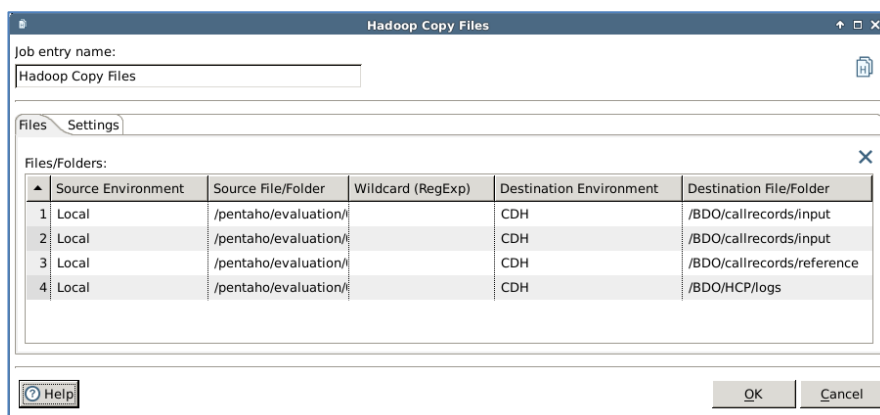 Hadoop Copy Files
Job entry name:
Hadoop Copy Files
Files Settings
Files/Folders:
Source Environment Source File/Folder Wildcard (RegExp) Destination Environment Destination File/Folder
1 Local /pentaho/evaluation/ CDH /BDO/callrecords/input
2 Local /pentaho/evaluation/ CDH /BDO/callrecords/input
3 Local /pentaho/evaluation/ CDH /BDO/callrecords/reference
4 Local /pentaho/evaluation/ CDH /BDO/HCP/logs
Help OK Cancel